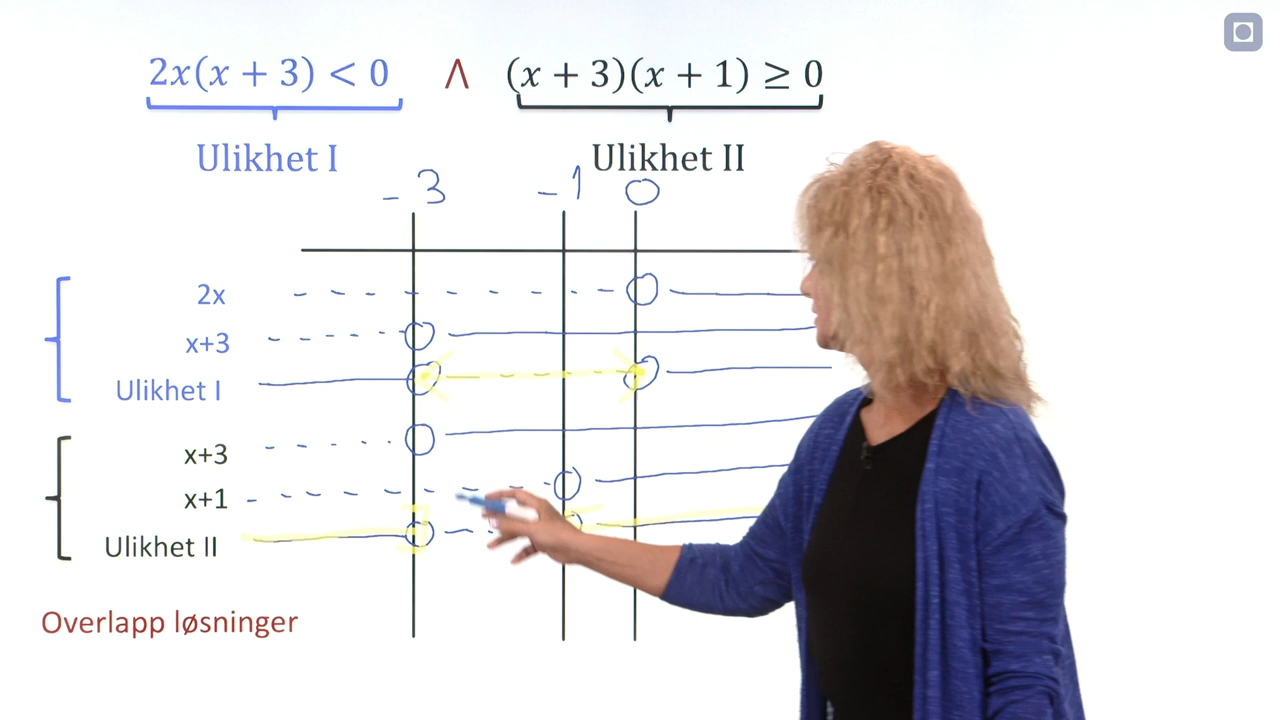 2x(x + 3) < 0 ∧ (x + 3)(x + 1) ≥ 0
Ulikhet I Ulikhet II
-3 -1 0
2x
x+3
Ulikhet I
x+3
x+1
Ulikhet II
Overlapp løsninger